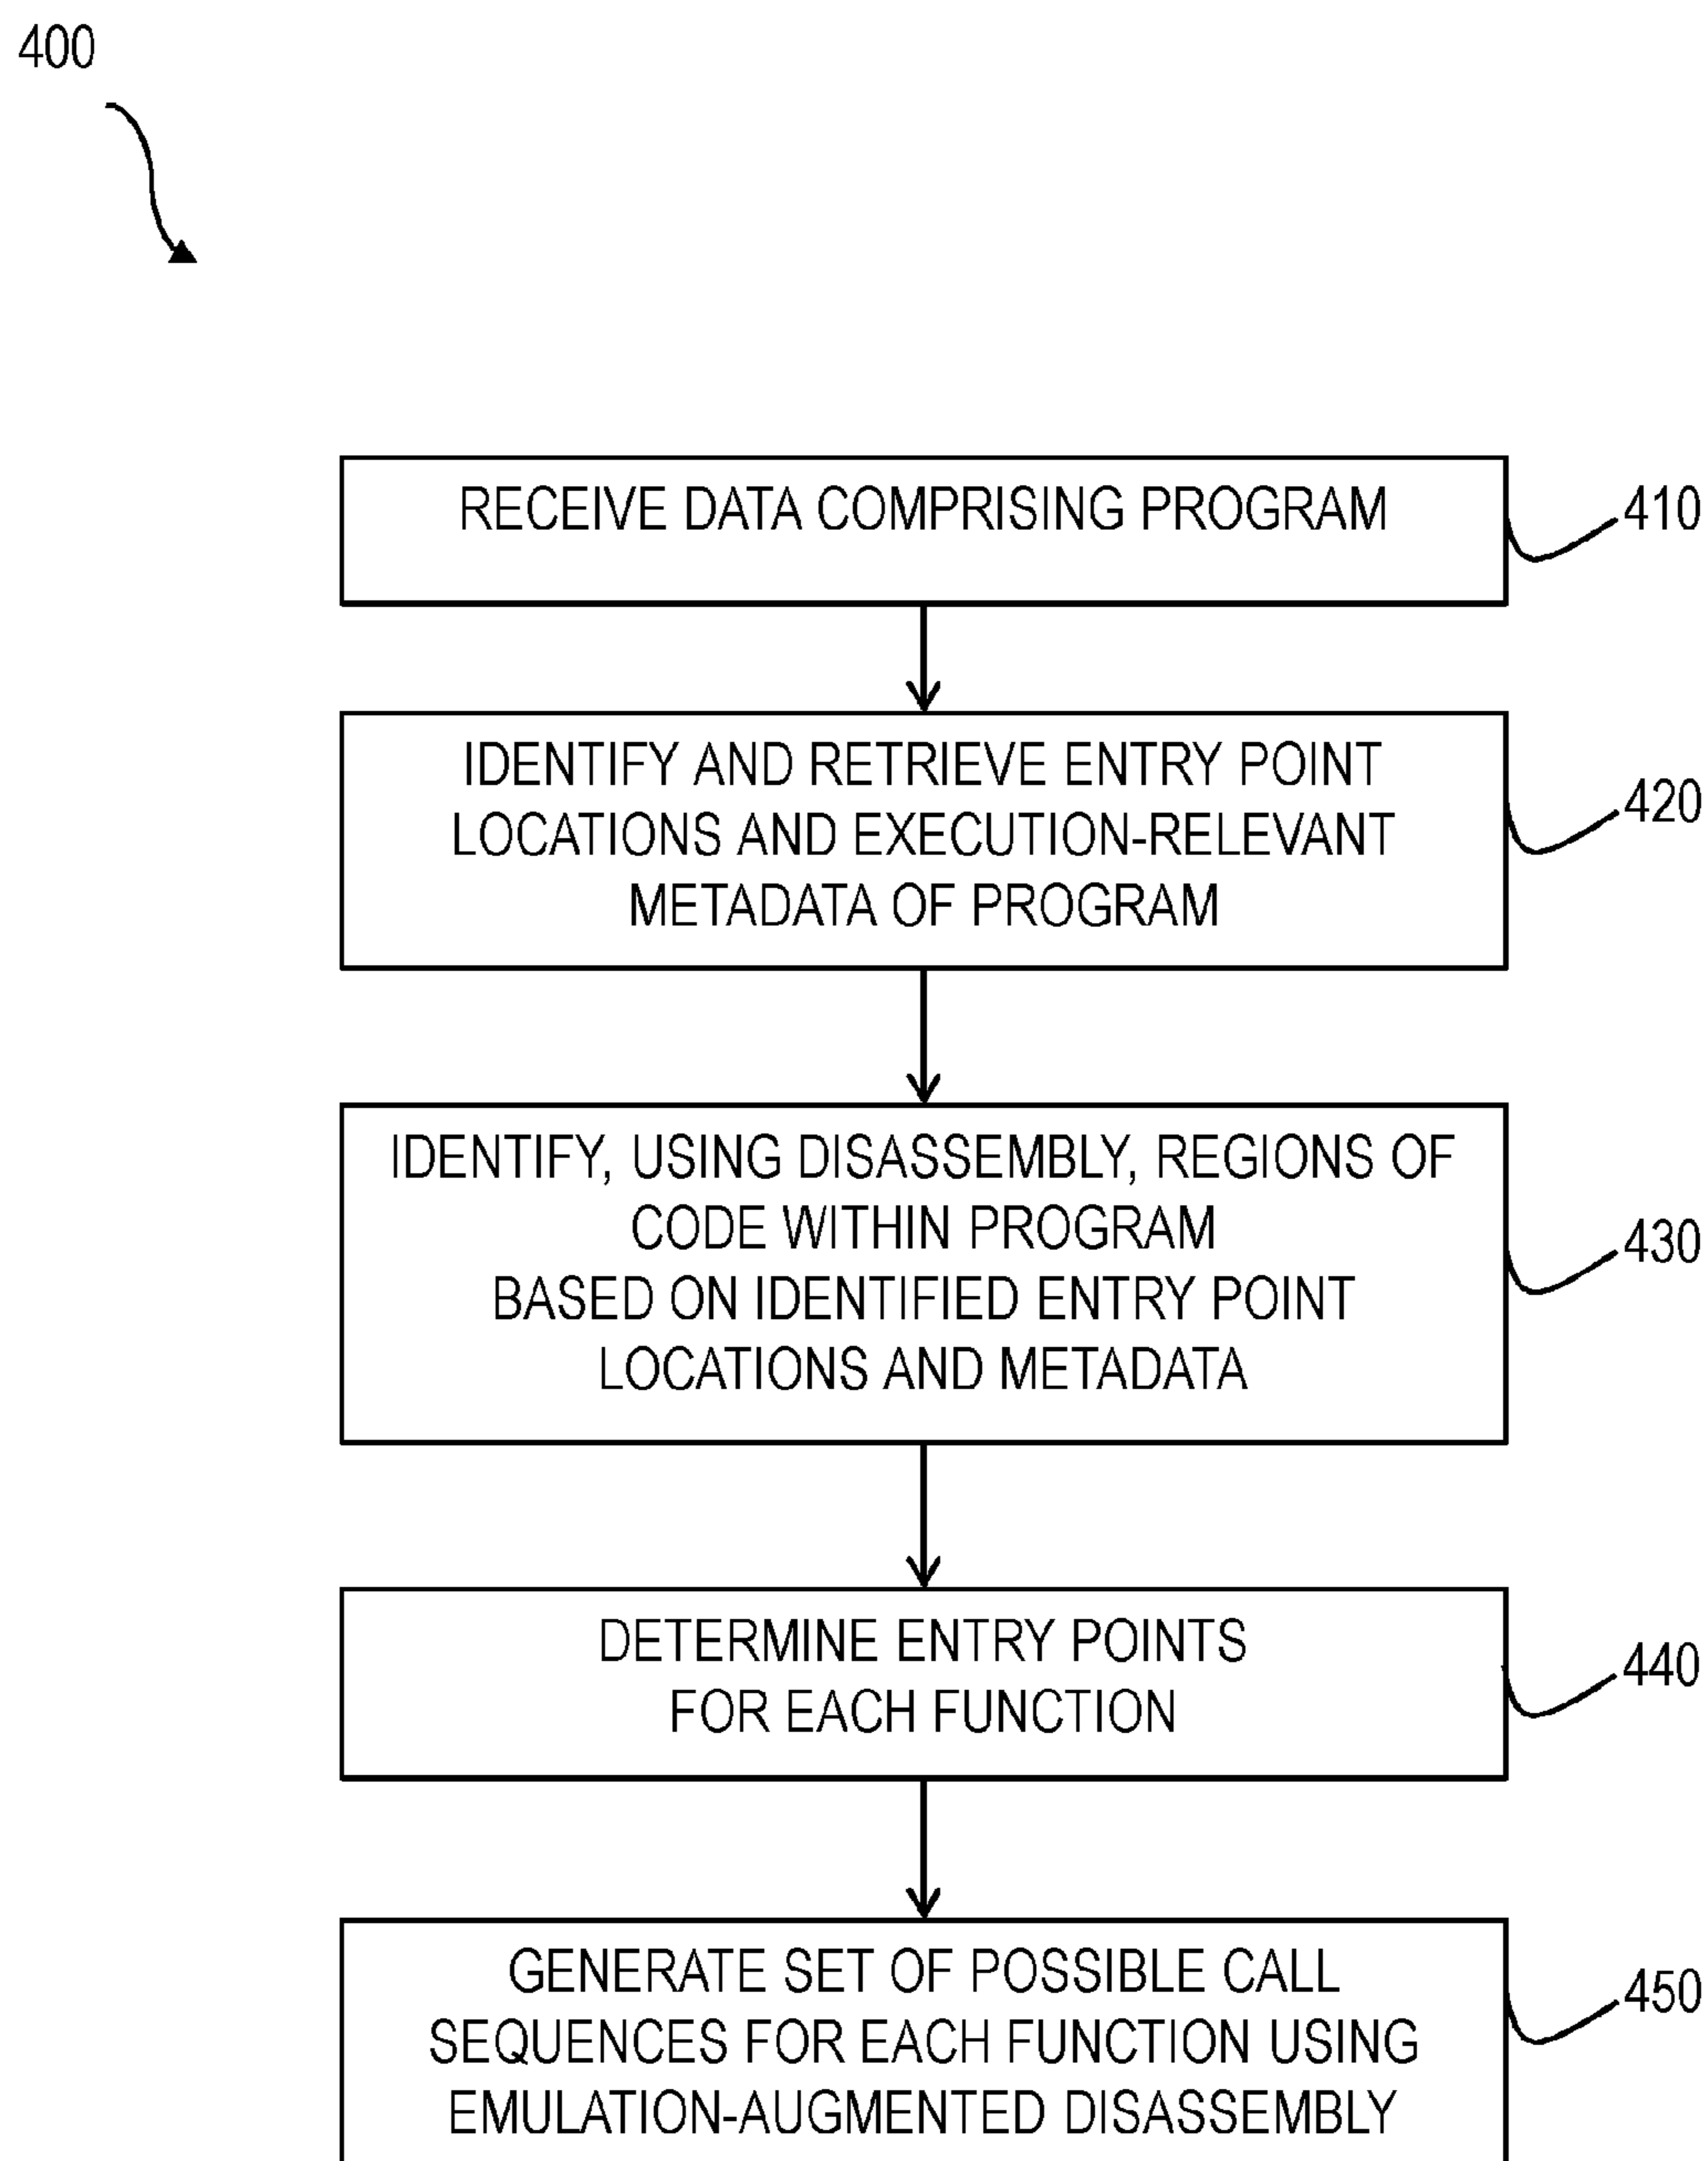 400
RECEIVE DATA COMPRISING PROGRAM
410
IDENTIFY AND RETRIEVE ENTRY POINT
LOCATIONS AND EXECUTION-RELEVANT
METADATA OF PROGRAM
420
IDENTIFY, USING DISASSEMBLY, REGIONS OF
CODE WITHIN PROGRAM
BASED ON IDENTIFIED ENTRY POINT
LOCATIONS AND METADATA
430
DETERMINE ENTRY POINTS
FOR EACH FUNCTION
440
GENERATE SET OF POSSIBLE CALL
SEQUENCES FOR EACH FUNCTION USING
EMULATION-AUGMENTED DISASSEMBLY
450